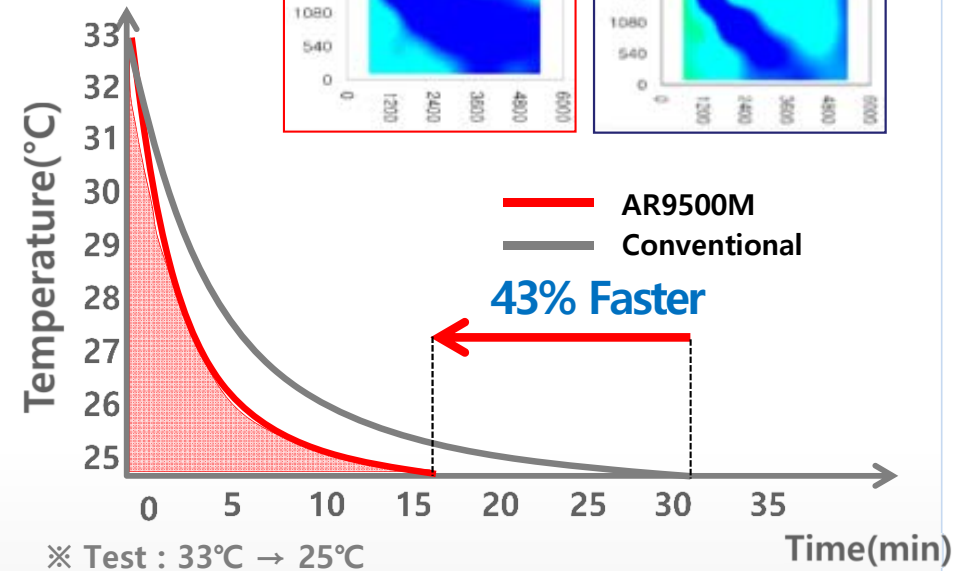 1080
540
0
0 1200 2400 3600 4800 6000
1080
540
0
0 1200 2400 3600 4800 6000
Temperature(°C)
33
32
31
30
29
28
27
26
25
AR9500M
Conventional
43% Faster
0 5 10 15 20 25 30 35
Time(min)
※ Test : 33℃ → 25℃